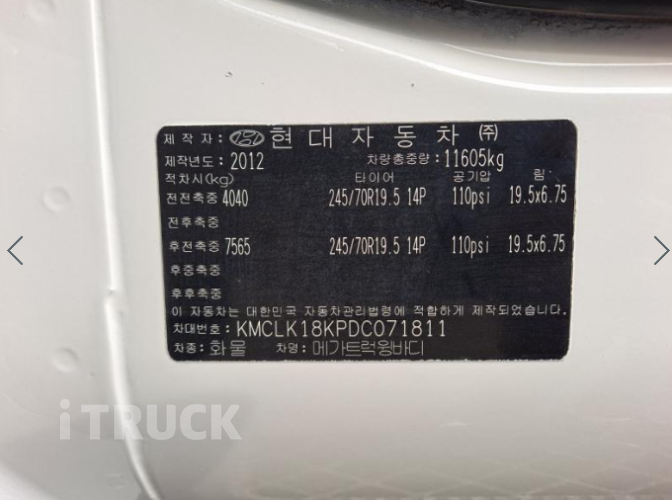 제 작 자: 현 대 자 동 차 ㈜
제작년도: 2012 차량총중량: 11605kg
적차시(kg) 타이어 공기압 림
전전축중 4040 245/70R19.5 14P 110psi 19.5x6.75
전후축중
후전축중 7565 245/70R19.5 14P 110psi 19.5x6.75
후중축중
후후축중
이 자동차는 대한민국 자동차관리법령에 적합하게 제작되었습니다.
차대번호: KMCLK18KPDC071811
차종: 화물 차명: 메가트럭윙바디
iTRUCK